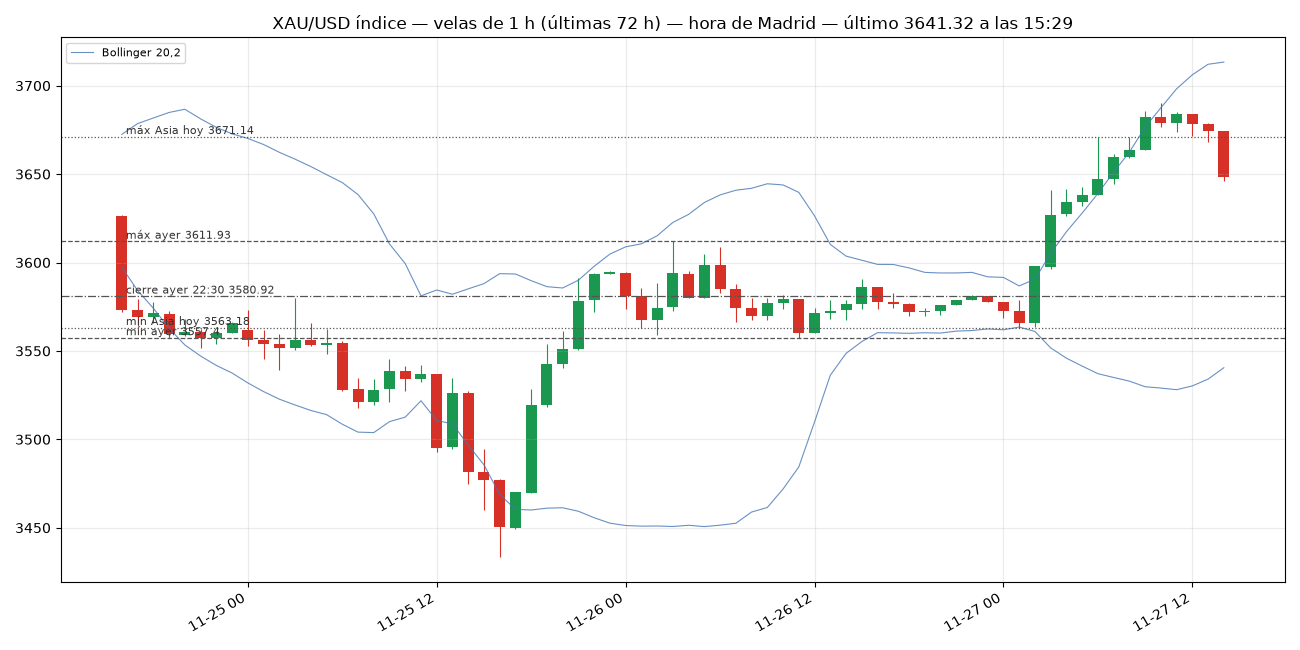 XAU/USD índice — velas de 1 h (últimas 72 h) — hora de Madrid — último 3641.32 a las 15:29
Bollinger 20,2
3700
3650
3600
3550
3500
3450
máx Asia hoy 3671.14
máx ayer 3611.93
cierre ayer 22:30 3580.92
mín Asia hoy 3563.18
mín ayer 3557.4
11-25 00
11-25 12
11-26 00
11-26 12
11-27 00
11-27 12